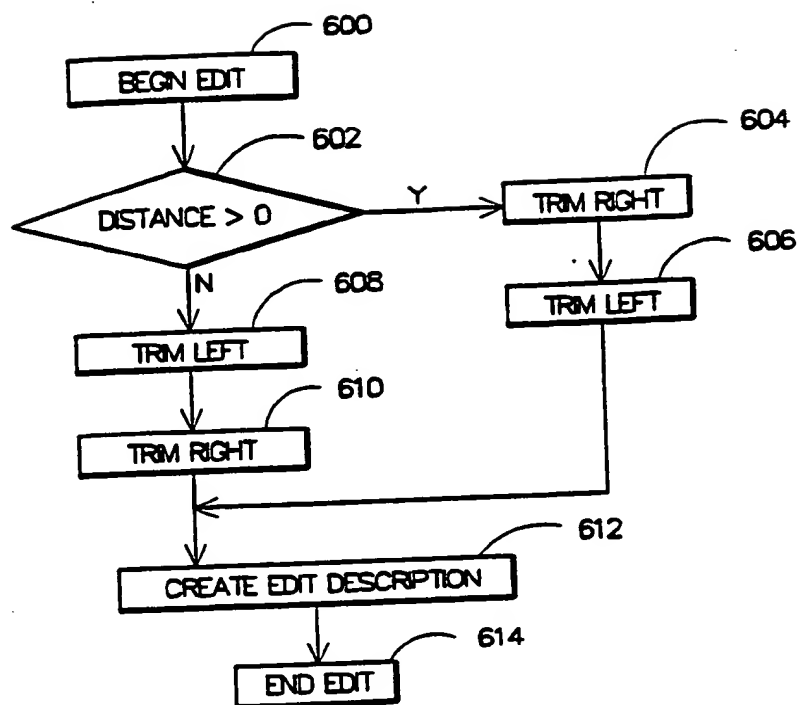 600
BEGIN EDIT
602
604
DISTANCE > 0
Y
TRIM RIGHT
606
N
608
TRIM LEFT
TRIM LEFT
610
TRIM RIGHT
612
CREATE EDIT DESCRIPTION
614
END EDIT